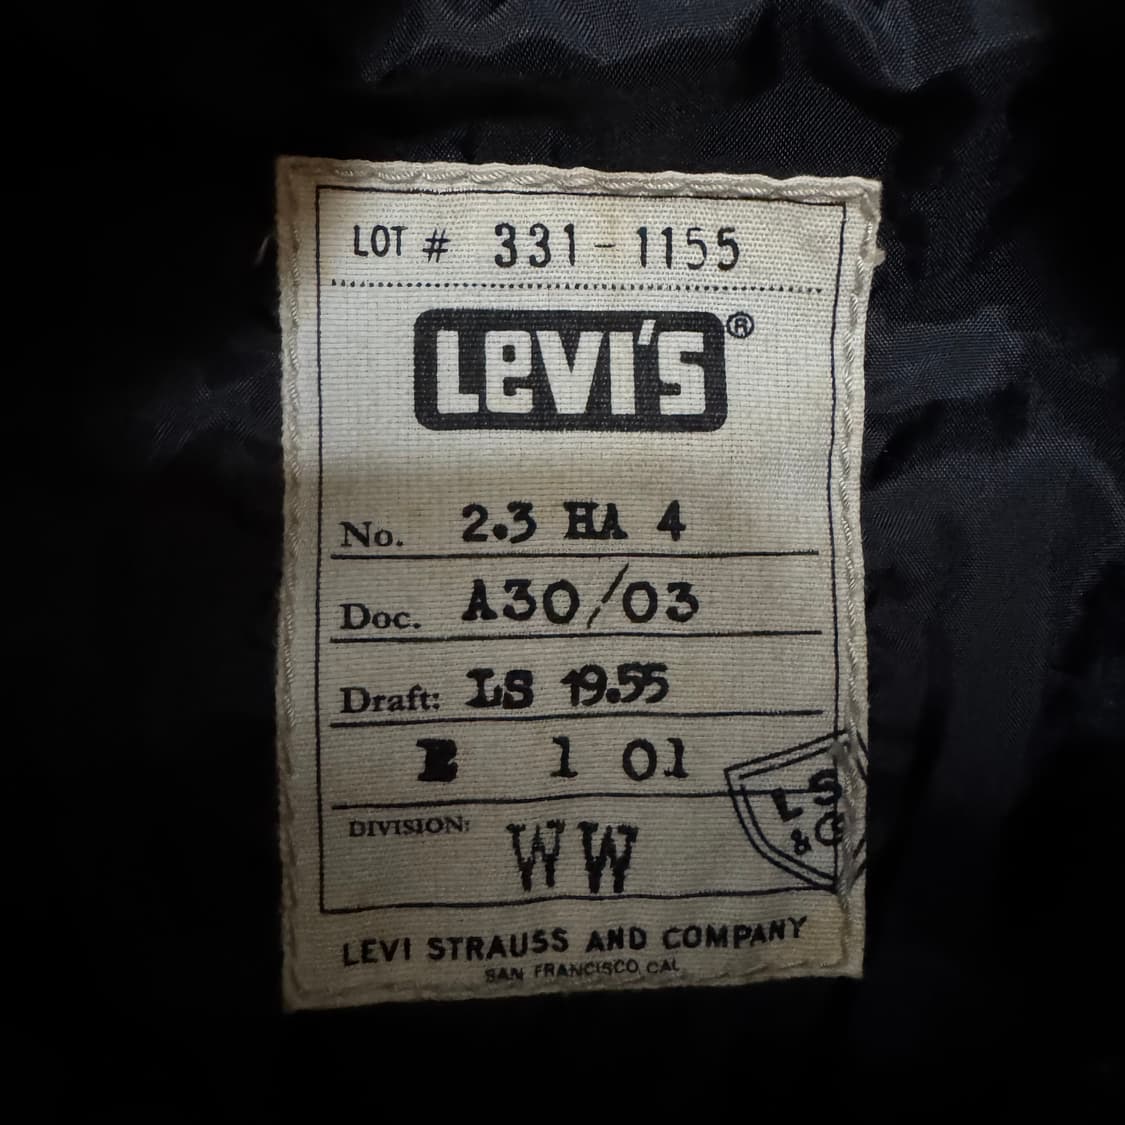 LOT # 331-1155
LEVI'S®
No. 2.3 HA 4
Doc. A30/03
Draft: LS 19.55
E 1 01
DIVISION: WW
LS
& C
LEVI STRAUSS AND COMPANY
SAN FRANCISCO, CAL